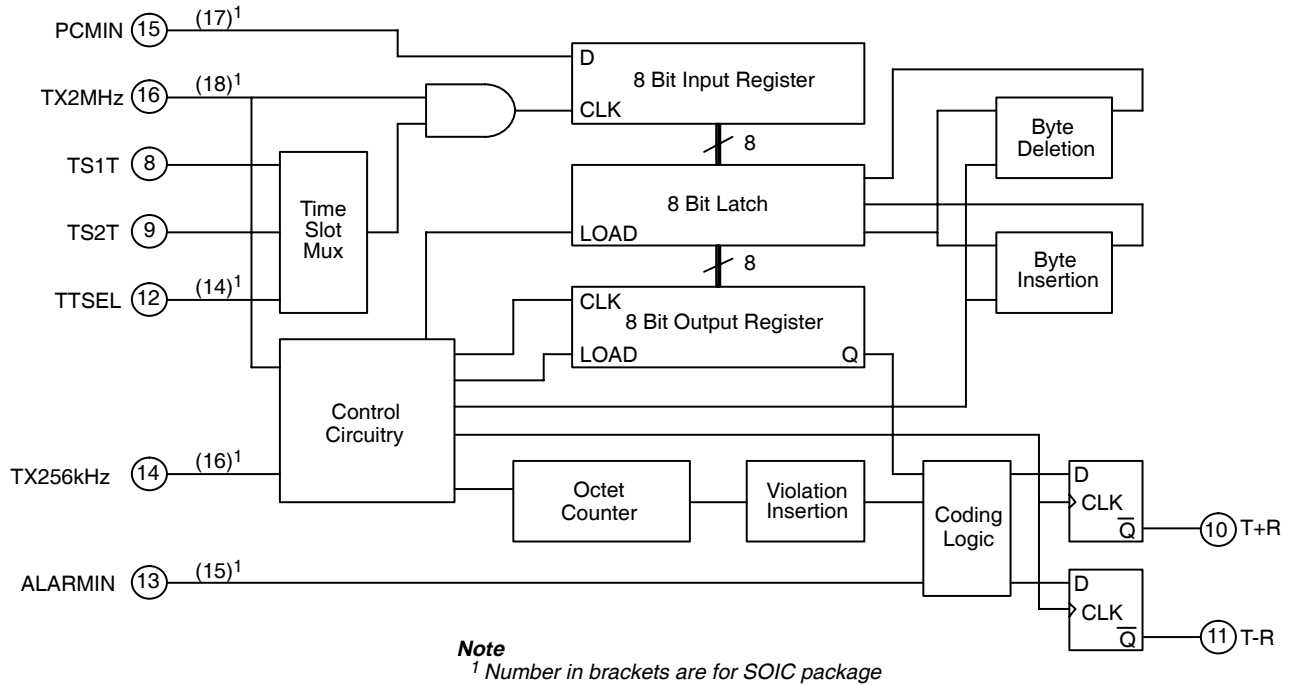 PCMIN 15 (17)¹
TX2MHz 16 (18)¹
TS1T 8
TS2T 9
TTSEL 12 (14)¹
Time
Slot
Mux
D
8 Bit Input Register
CLK
8
8 Bit Latch
LOAD
8
CLK
8 Bit Output Register
LOAD Q
Byte
Deletion
Byte
Insertion
Control
Circuitry
TX256kHz 14 (16)¹
Octet
Counter
Violation
Insertion
Coding
Logic
D
CLK
Q̅
10 T+R
ALARMIN 13 (15)¹
D
CLK
Q̅
11 T-R
Note
¹ Number in brackets are for SOIC package